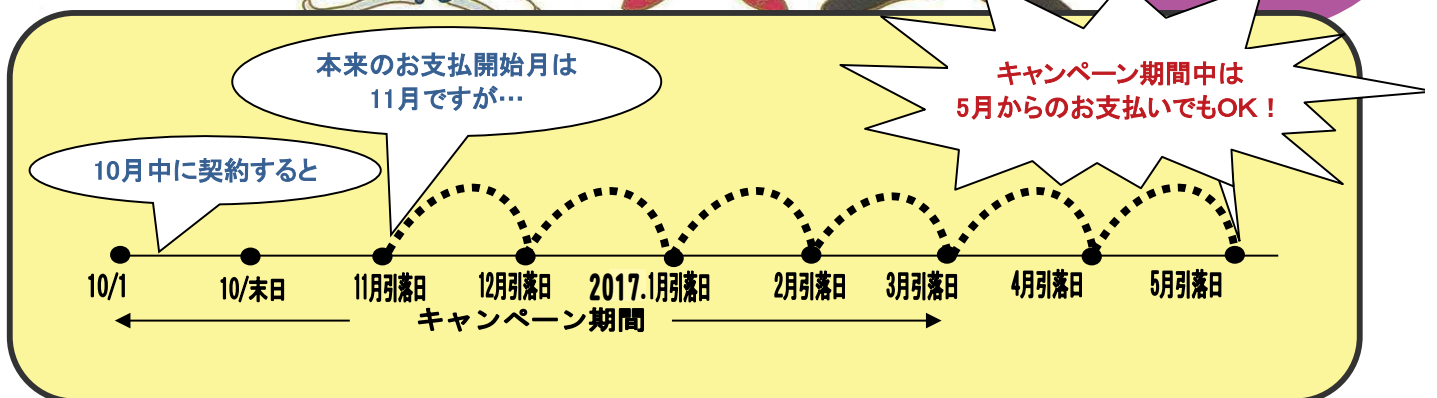 本来のお支払開始月は
11月ですが…
キャンペーン期間中は
5月からのお支払いでもOK！
10月中に契約すると
10/1
10/末日
11月引落日
12月引落日
2017.1月引落日
2月引落日
3月引落日
4月引落日
5月引落日
キャンペーン期間